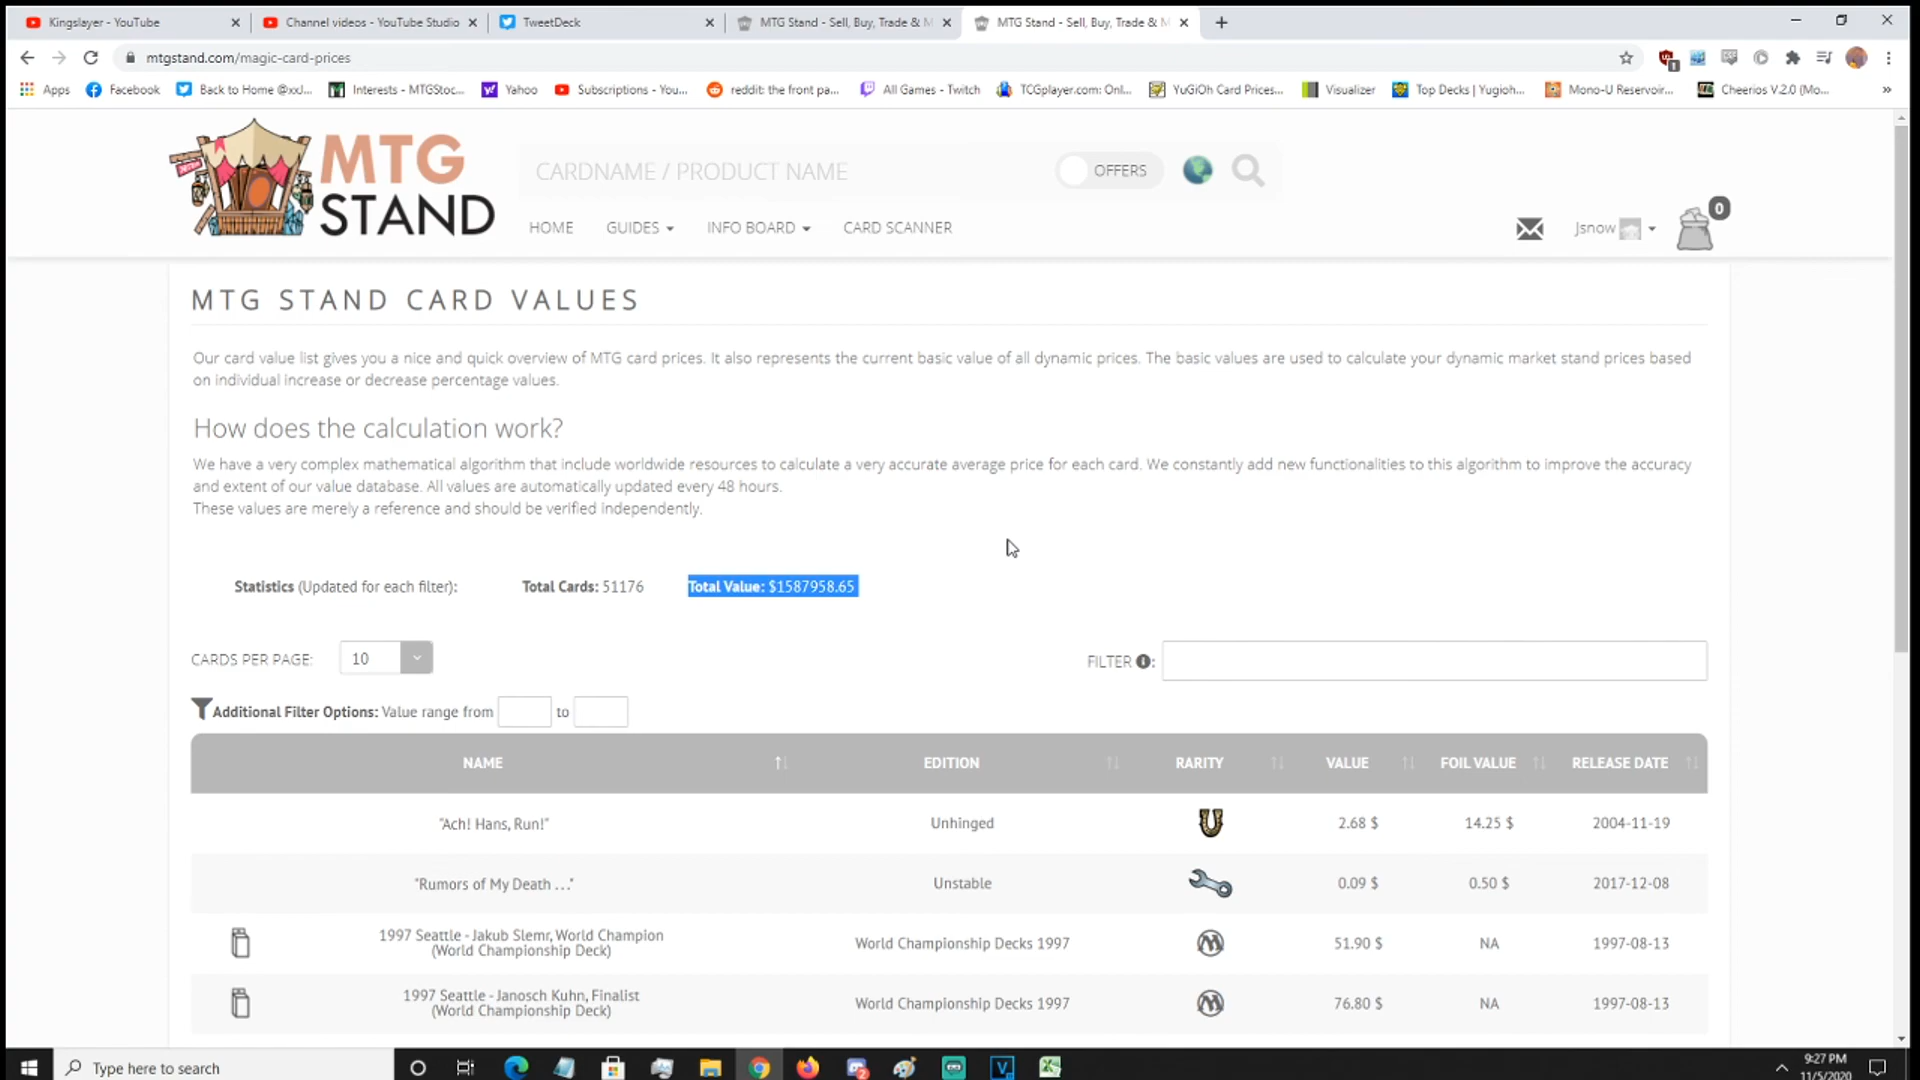 Kingslayer - YouTube
Channel videos - YouTube Studio
TweetDeck
MTG Stand - Sell, Buy, Trade & M
MTG Stand - Sell, Buy, Trade & M
mtgstand.com/magic-card-prices
1
Apps
Facebook
Back to Home @xxJ...
Interests - MTGStoc...
Yahoo
Subscriptions - You...
reddit: the front pa...
All Games - Twitch
TCGplayer.com: Onl...
YuGiOh Card Prices...
Visualizer
Top Decks | Yugioh...
Mono-U Reservoir...
Cheerios V.2.0 (Mo...
»
MTG
STAND
CARDNAME / PRODUCT NAME
OFFERS
HOME
GUIDES
INFO BOARD
CARD SCANNER
Jsnow
0
MTG STAND CARD VALUES
Our card value list gives you a nice and quick overview of MTG card prices. It also represents the current basic value of all dynamic prices. The basic values are used to calculate your dynamic market stand prices based
on individual increase or decrease percentage values.
How does the calculation work?
We have a very complex mathematical algorithm that include worldwide resources to calculate a very accurate average price for each card. We constantly add new functionalities to this algorithm to improve the accuracy
and extent of our value database. All values are automatically updated every 48 hours.
These values are merely a reference and should be verified independently.
Statistics (Updated for each filter):
Total Cards: 51176
Total Value: $1587958.65
CARDS PER PAGE:
10
FILTER :
Additional Filter Options: Value range from
to
NAME
EDITION
RARITY
VALUE
FOIL VALUE
RELEASE DATE
"Ach! Hans, Run!"
Unhinged
2.68 $
14.25 $
2004-11-19
"Rumors of My Death . . ."
Unstable
0.09 $
0.50 $
2017-12-08
1997 Seattle - Jakub Slemr, World Champion
(World Championship Deck)
World Championship Decks 1997
51.90 $
NA
1997-08-13
1997 Seattle - Janosch Kuhn, Finalist
(World Championship Deck)
World Championship Decks 1997
76.80 $
NA
1997-08-13
Type here to search
9:27 PM
11/5/2020